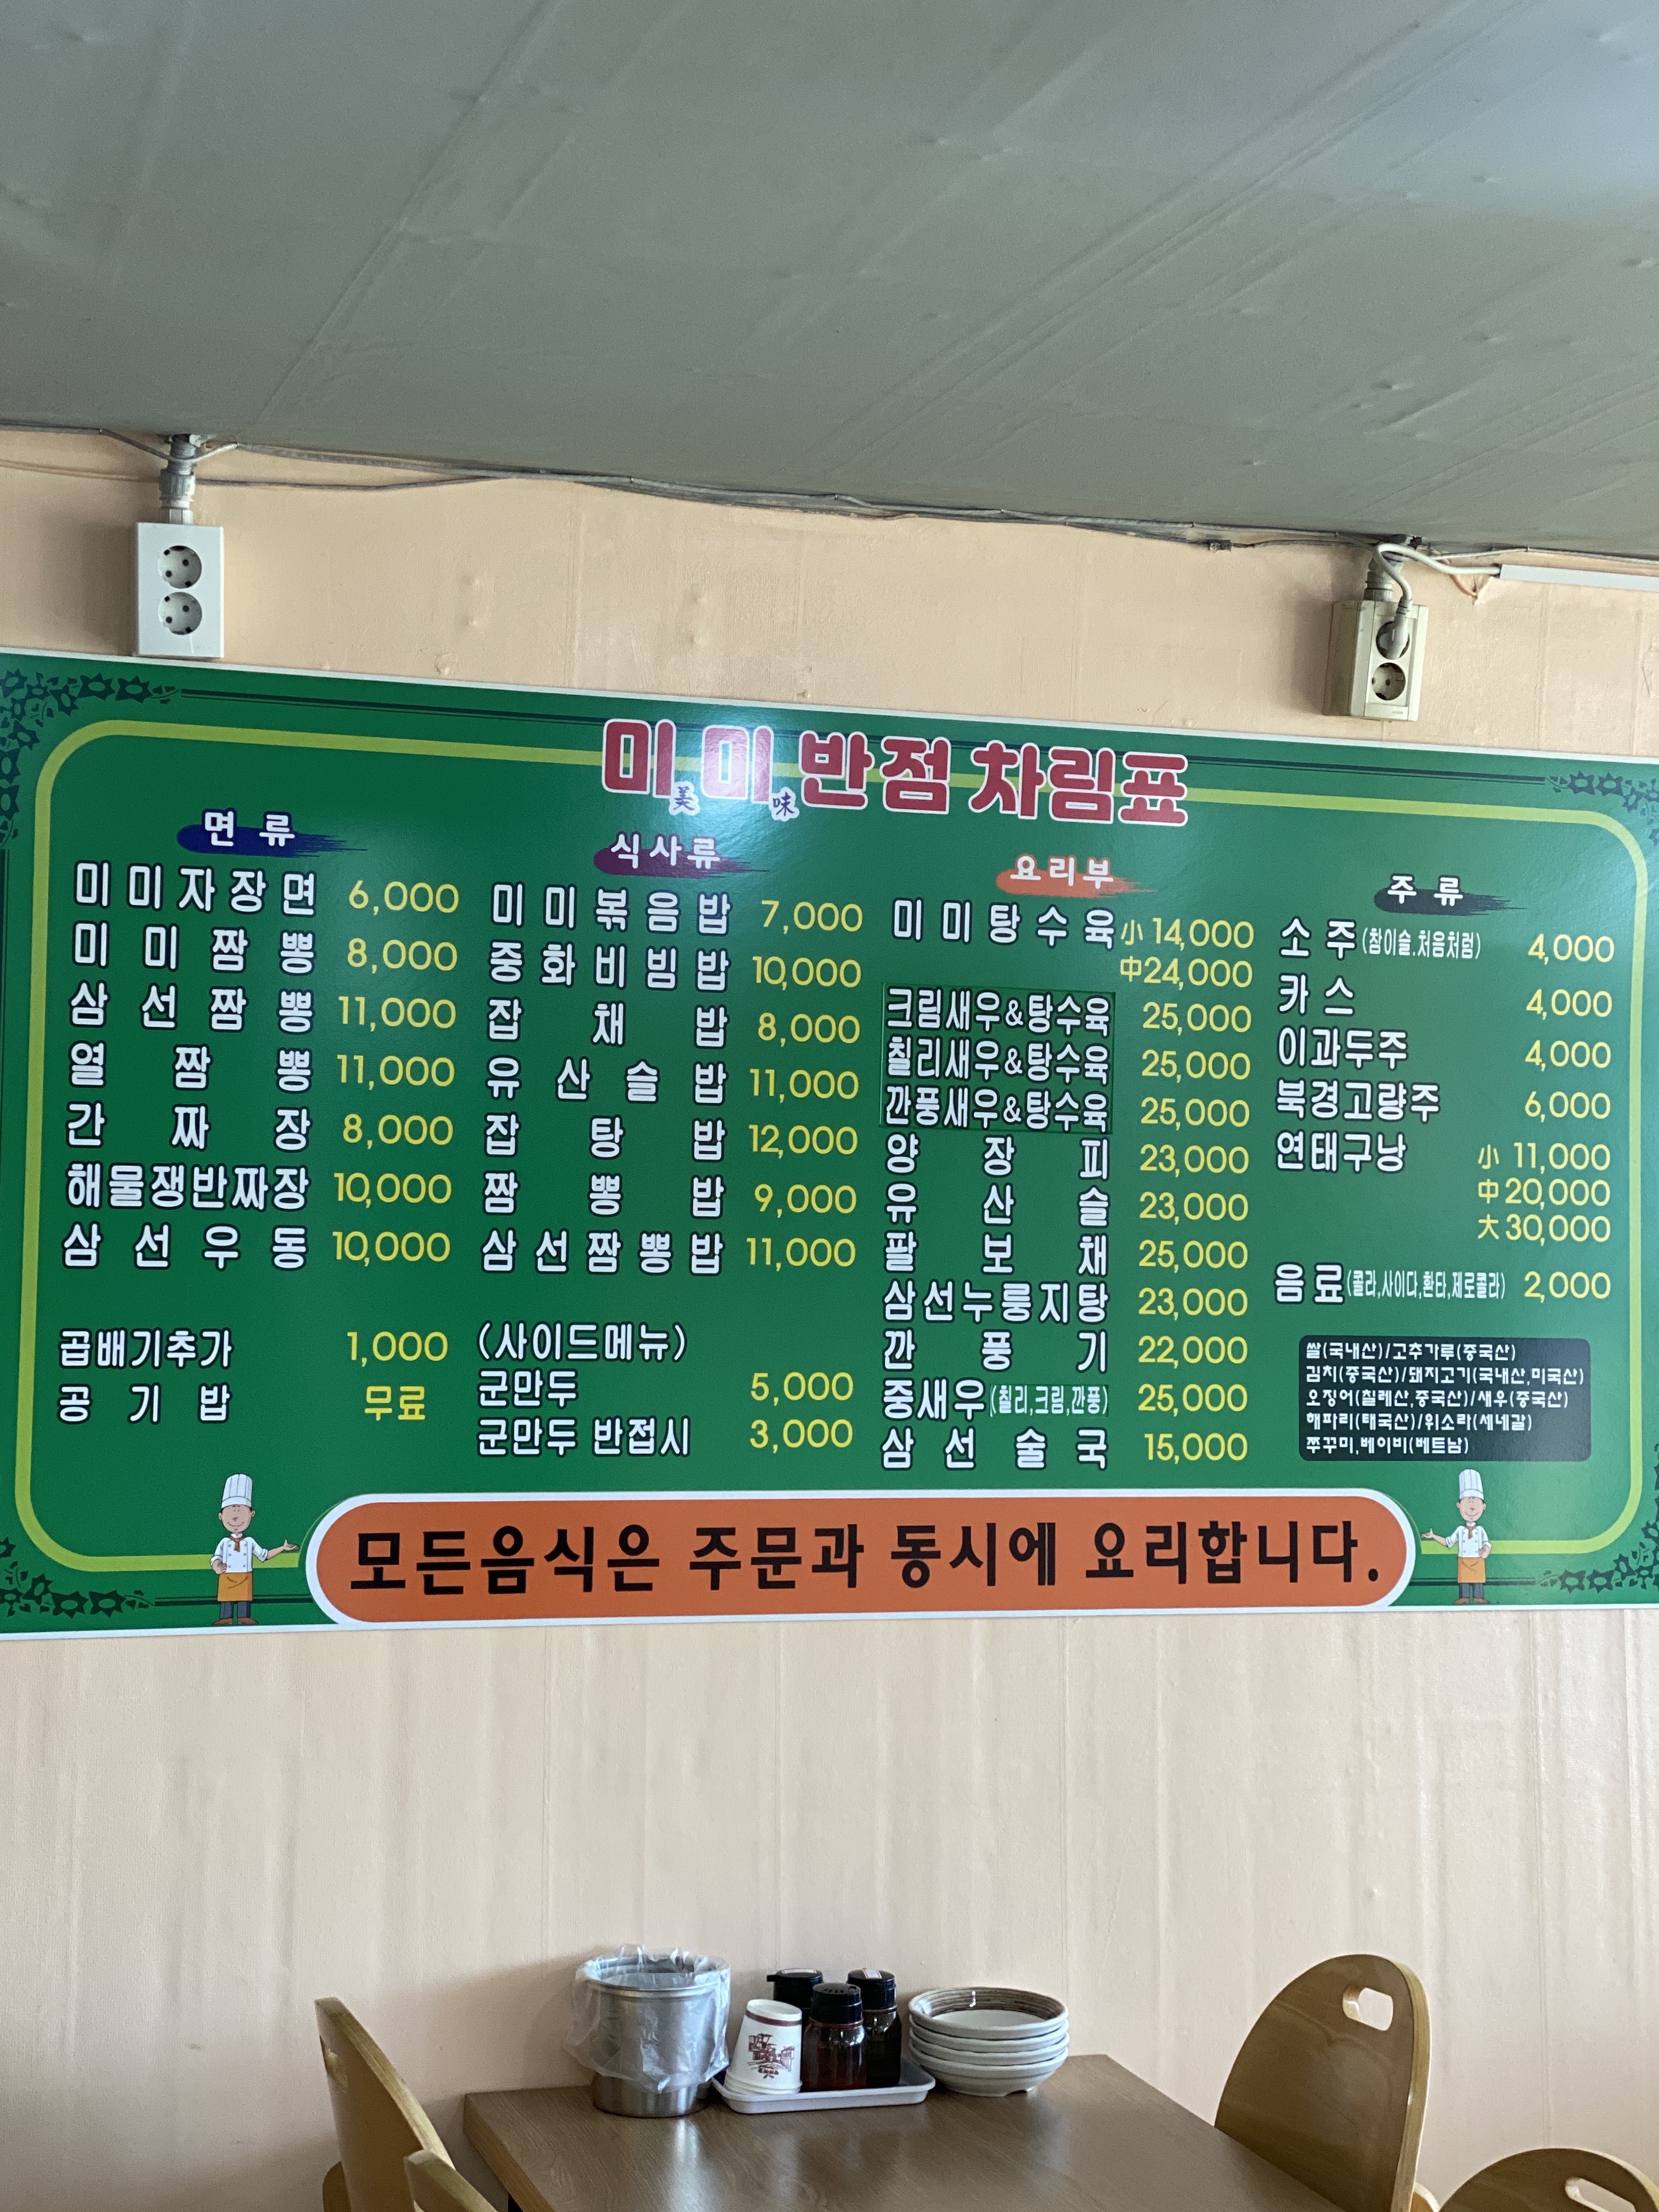 미미반점 차림표
美 味
면류
미미자장면 6,000
미미짬뽕 8,000
삼선짬뽕 11,000
열짬뽕 11,000
간짜장 8,000
해물쟁반짜장 10,000
삼선우동 10,000
곱배기추가 1,000
공기밥 무료
식사류
미미볶음밥 7,000
중화비빔밥 10,000
잡채밥 8,000
유산슬밥 11,000
잡탕밥 12,000
짬뽕밥 9,000
삼선짬뽕밥 11,000
(사이드메뉴)
군만두 5,000
군만두 반접시 3,000
요리부
미미탕수육 小 14,000
中 24,000
크림새우&탕수육 25,000
칠리새우&탕수육 25,000
깐풍새우&탕수육 25,000
양장피 23,000
유산슬 23,000
팔보채 25,000
삼선누룽지탕 23,000
깐풍기 22,000
중새우(칠리,크림,깐풍) 25,000
삼선술국 15,000
주류
소주(참이슬.처음처럼) 4,000
카스 4,000
이과두주 4,000
북경고량주 6,000
연태구냥 小 11,000
中 20,000
大 30,000
음료(콜라,사이다,환타,제로콜라) 2,000
쌀(국내산)/고추가루(중국산)
김치(중국산)/돼지고기(국내산,미국산)
오징어(칠레산,중국산)/새우(중국산)
해파리(태국산)/위소라(세네갈)
쭈꾸미,베이비(베트남)
모든음식은 주문과 동시에 요리합니다.